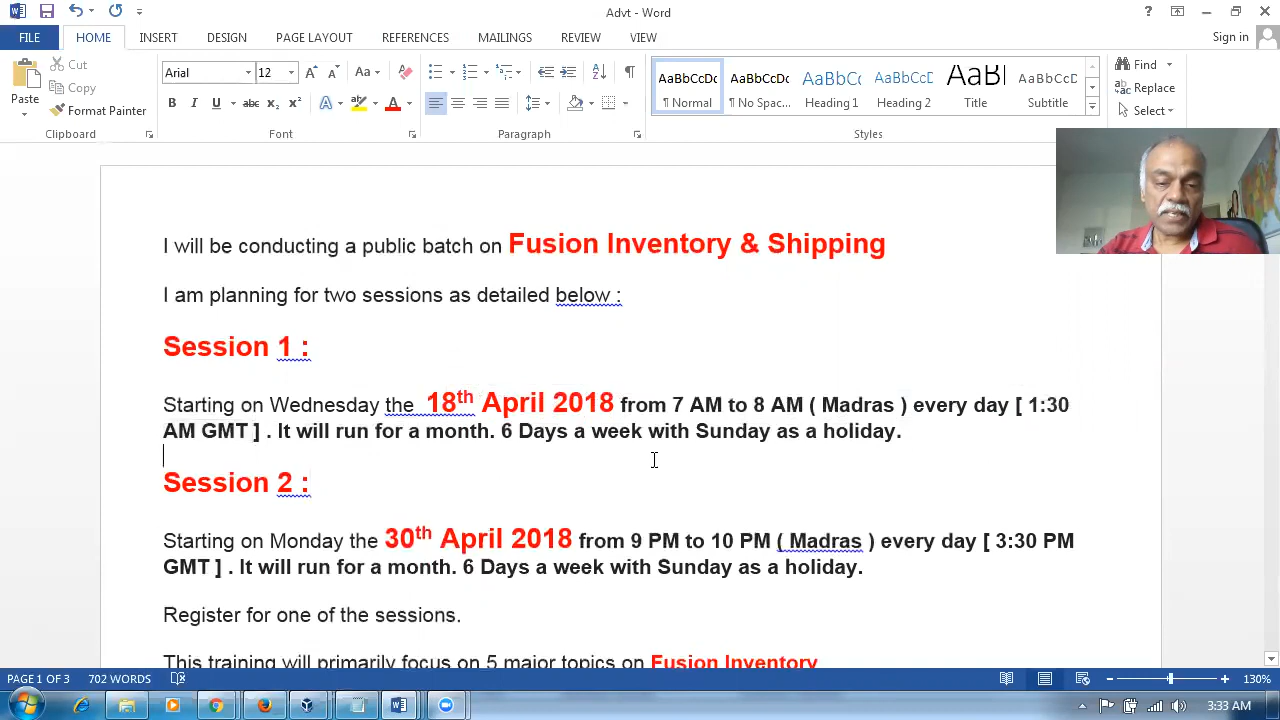 Advt - Word
Sign in
FILE HOME INSERT DESIGN PAGE LAYOUT REFERENCES MAILINGS REVIEW VIEW
Paste
Cut
Copy
Format Painter
Clipboard
Arial 12
Font
Paragraph
AaBbCcDc AaBbCcDc AaBbCc AaBbCcD AaBl AaBbCcD
¶ Normal ¶ No Spac... Heading 1 Heading 2 Title Subtitle
Styles
Find
Replace
Select
I will be conducting a public batch on Fusion Inventory & Shipping
I am planning for two sessions as detailed below :
Session 1 :
Starting on Wednesday the 18th April 2018 from 7 AM to 8 AM ( Madras ) every day [ 1:30
AM GMT ] . It will run for a month. 6 Days a week with Sunday as a holiday.
Session 2 :
Starting on Monday the 30th April 2018 from 9 PM to 10 PM ( Madras ) every day [ 3:30 PM
GMT ] . It will run for a month. 6 Days a week with Sunday as a holiday.
Register for one of the sessions.
This training will primarily focus on 5 major topics on Fusion Inventory
PAGE 1 OF 3 702 WORDS
130%
3:33 AM